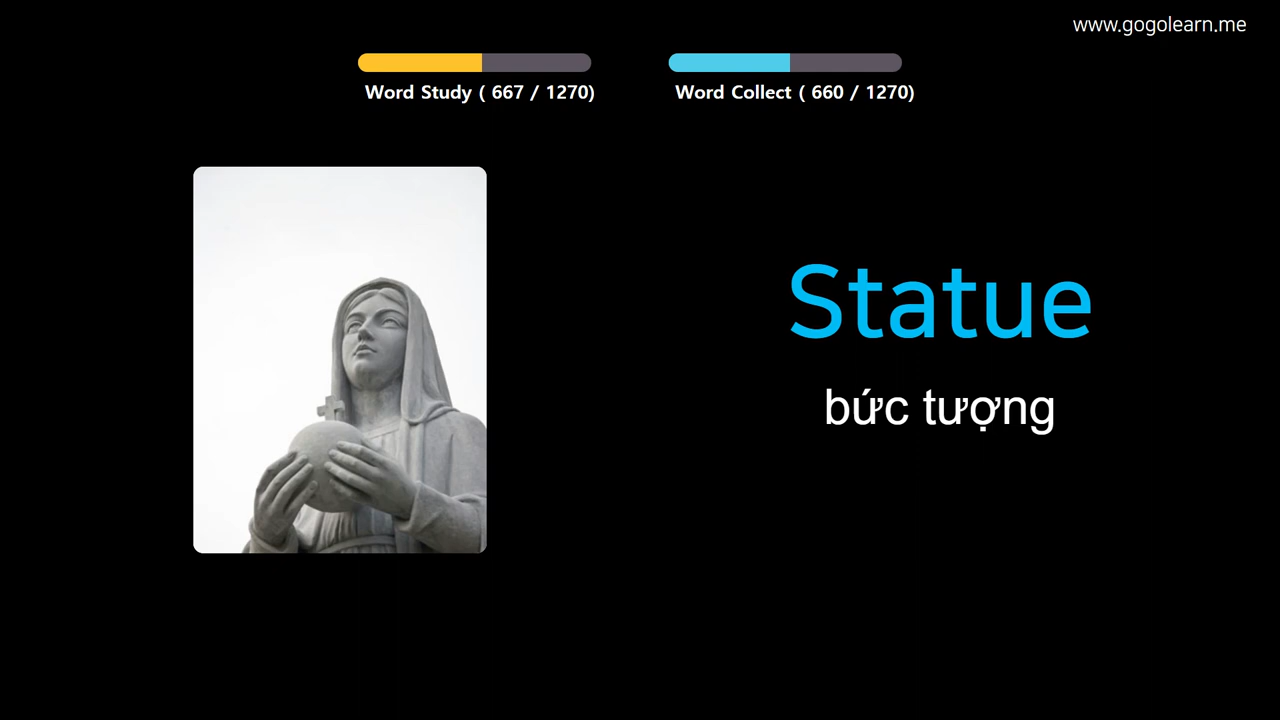 www.gogolearn.me
Word Study ( 667 / 1270)
Word Collect ( 660 / 1270)
Statue
bức tượng